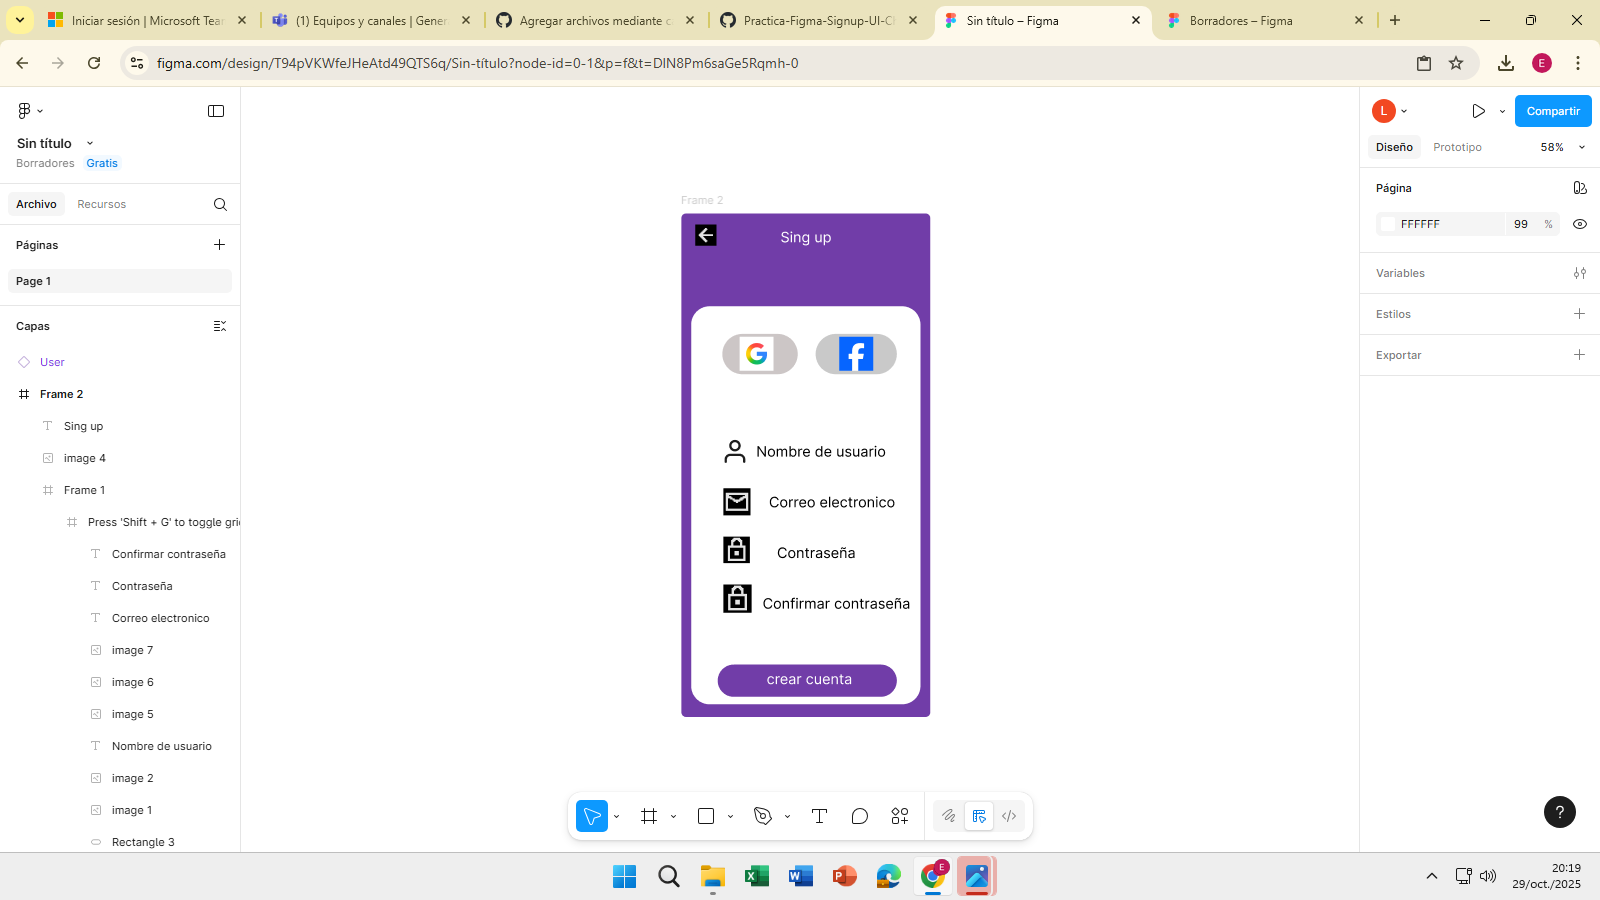 Iniciar sesión | Microsoft Tea
(1) Equipos y canales | Gener
Agregar archivos mediante c
Practica-Figma-Signup-UI-Cl
Sin título – Figma
Borradores – Figma
figma.com/design/T94pVKWfeJHeAtd49QTS6q/Sin-título?node-id=0-1&p=f&t=DIN8Pm6saGe5Rqmh-0
E
Sin título
Borradores Gratis
Archivo Recursos
Páginas
Page 1
Capas
User
Frame 2
Sing up
image 4
Frame 1
Press 'Shift + G' to toggle gri
Confirmar contraseña
Contraseña
Correo electronico
image 7
image 6
image 5
Nombre de usuario
image 2
image 1
Rectangle 3
Frame 2
Sing up
Nombre de usuario
Correo electronico
Contraseña
Confirmar contraseña
crear cuenta
L
Compartir
Diseño Prototipo 58%
Página
FFFFFF 99 %
Variables
Estilos
Exportar
?
E
20:19
29/oct./2025